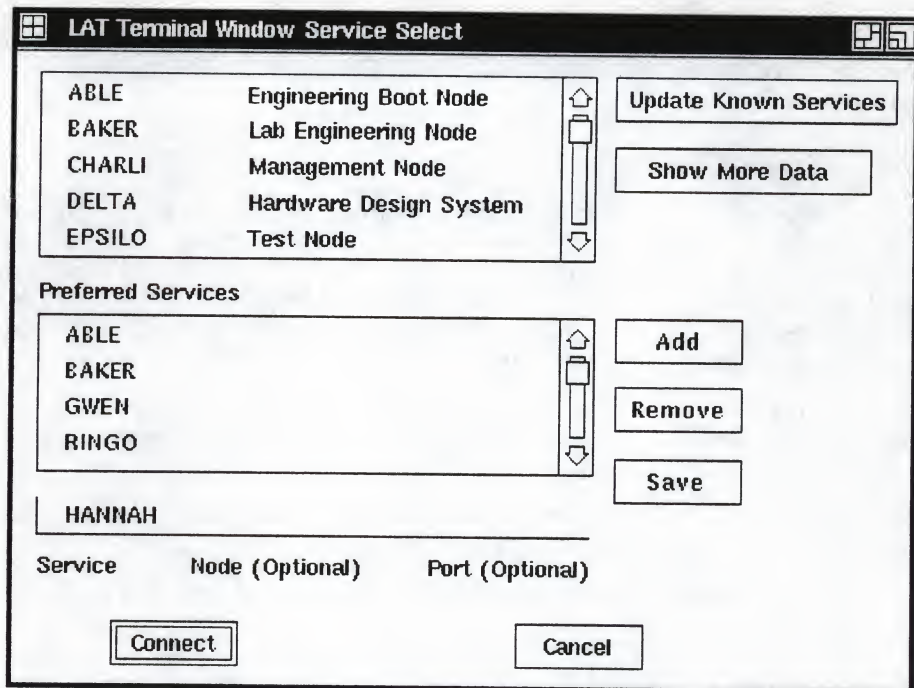 LAT Terminal Window Service Select
ABLE Engineering Boot Node
BAKER Lab Engineering Node
CHARLI Management Node
DELTA Hardware Design System
EPSILO Test Node
Update Known Services
Show More Data
Preferred Services
ABLE
BAKER
GWEN
RINGO
Add
Remove
Save
HANNAH
Service Node (Optional) Port (Optional)
Connect
Cancel